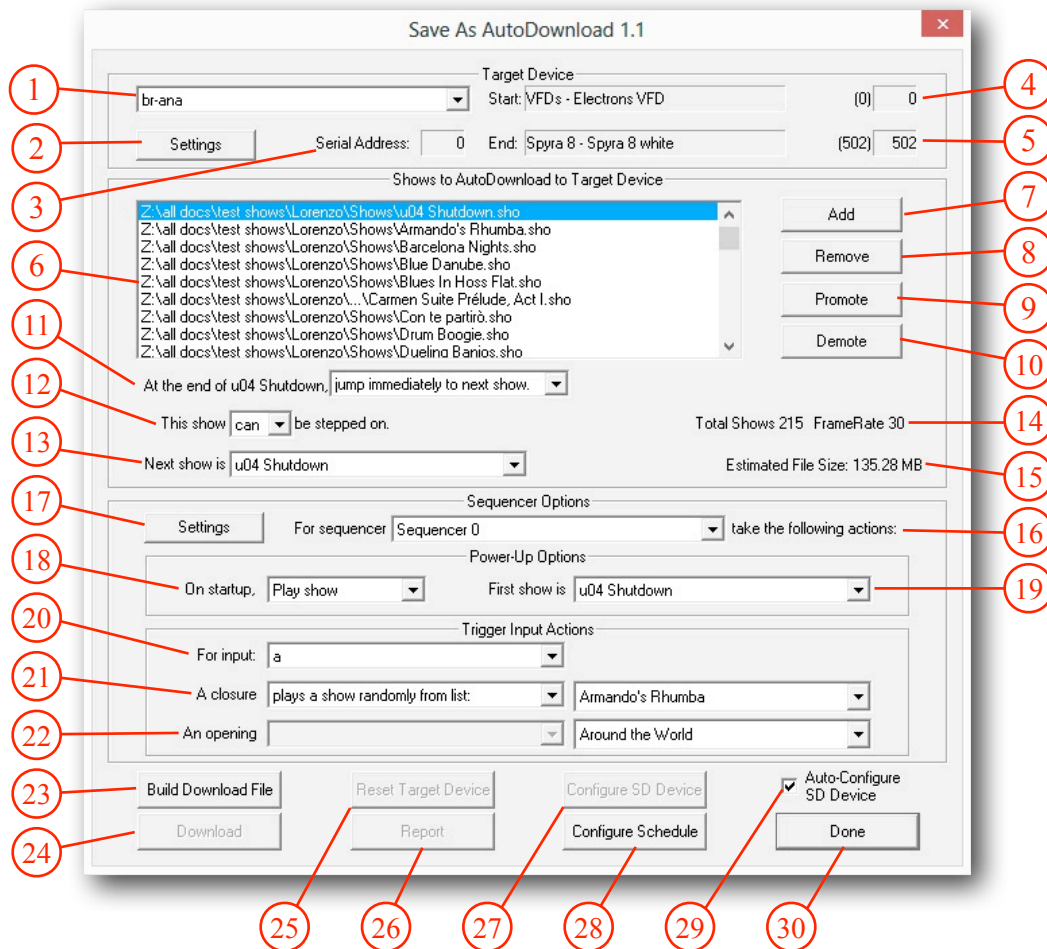 Save As AutoDownload 1.1
×
Target Device
1
br-ana
Start: VFDs - Electrons VFD
(0) 0
4
2
Settings
Serial Address: 0
End: Spyra 8 - Spyra 8 white
(502) 502
5
3
Shows to AutoDownload to Target Device
Z:\all docs\test shows\Lorenzo\Shows\u04 Shutdown.sho
Add
7
Z:\all docs\test shows\Lorenzo\Shows\Armando's Rhumba.sho
Z:\all docs\test shows\Lorenzo\Shows\Barcelona Nights.sho
Remove
8
6
Z:\all docs\test shows\Lorenzo\Shows\Blue Danube.sho
Z:\all docs\test shows\Lorenzo\Shows\Blues In Hoss Flat.sho
Z:\all docs\test shows\Lorenzo\...\Carmen Suite Prélude, Act I.sho
Promote
9
Z:\all docs\test shows\Lorenzo\Shows\Con te partirò.sho
Z:\all docs\test shows\Lorenzo\Shows\Drum Boogie.sho
Demote
10
Z:\all docs\test shows\Lorenzo\Shows\Dueling Banjos.sho
11
At the end of u04 Shutdown, jump immediately to next show.
12
This show can be stepped on.
Total Shows 215 FrameRate 30
14
13
Next show is u04 Shutdown
Estimated File Size: 135.28 MB
15
Sequencer Options
17
Settings
For sequencer Sequencer 0 take the following actions:
16
Power-Up Options
18
On startup, Play show
First show is u04 Shutdown
19
Trigger Input Actions
20
For input: a
21
A closure plays a show randomly from list: Armando's Rhumba
22
An opening Around the World
23
Build Download File
Reset Target Device
Configure SD Device
Auto-Configure
SD Device
24
Download
Report
Configure Schedule
Done
25
26
27
28
29
30